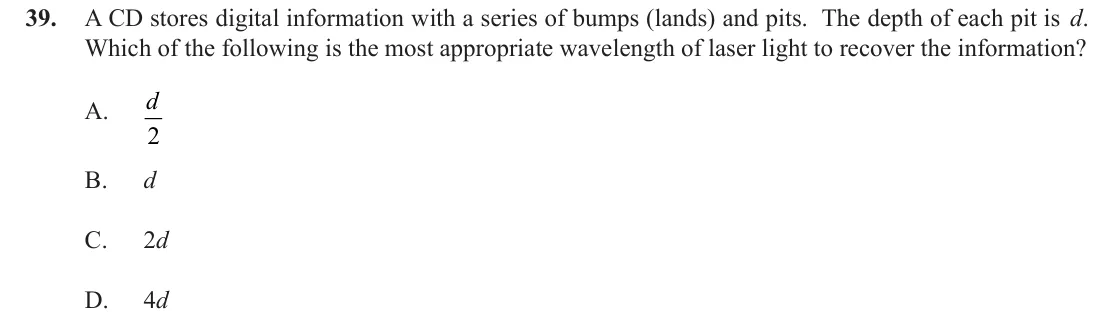 39. A CD stores digital information with a series of bumps (lands) and pits. The depth of each pit is d.
Which of the following is the most appropriate wavelength of laser light to recover the information?
A. d/2
B. d
C. 2d
D. 4d